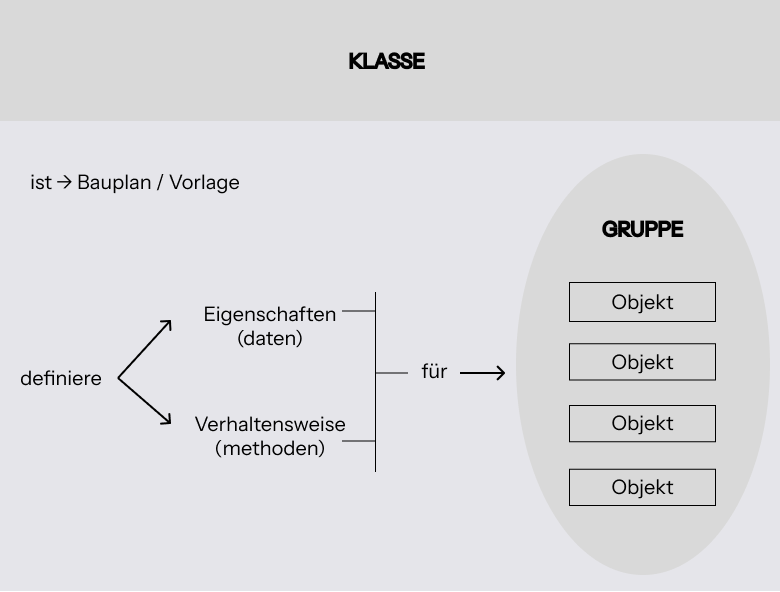 KLASSE
ist → Bauplan / Vorlage
GRUPPE
definiere
Eigenschaften
(daten)
Verhaltensweise
(methoden)
für
Objekt
Objekt
Objekt
Objekt